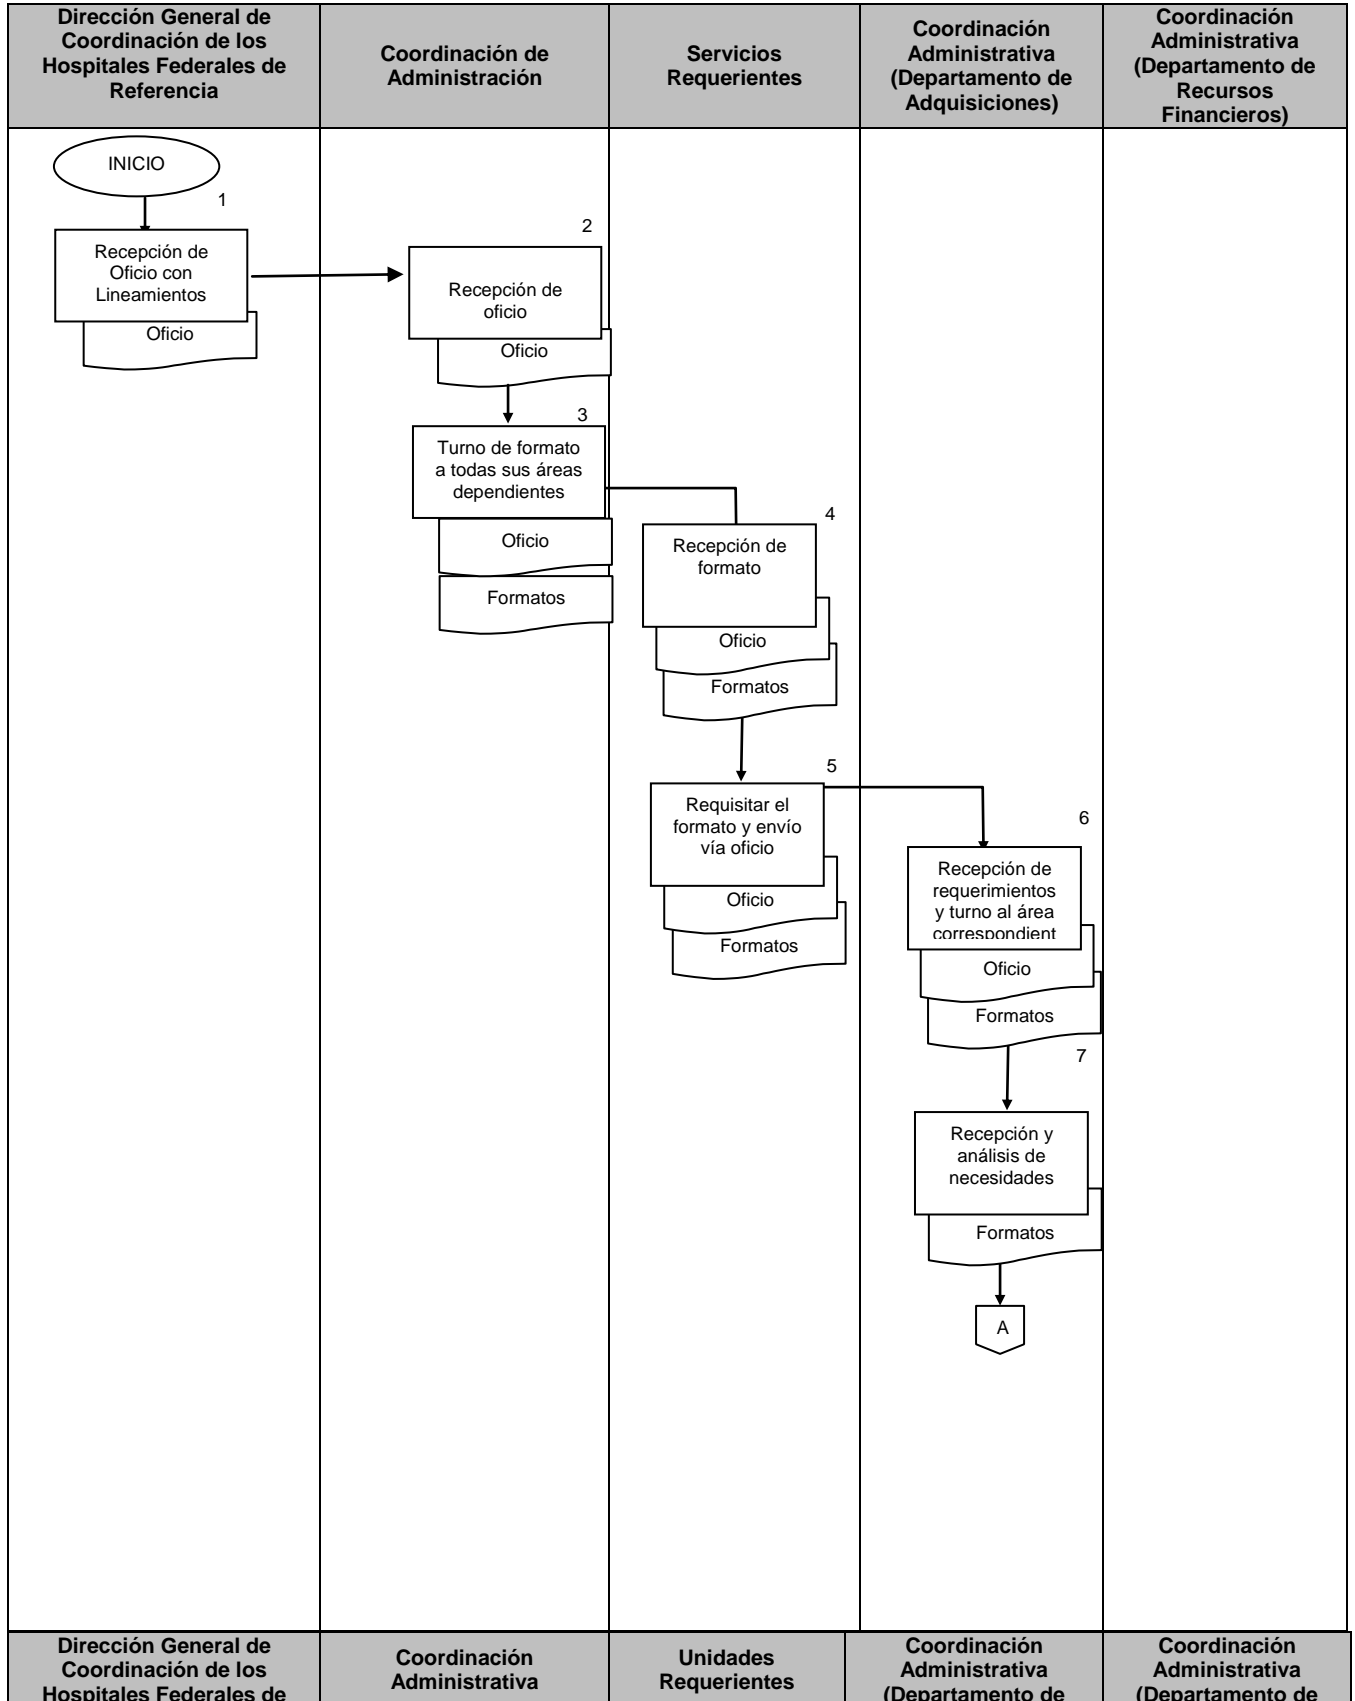 Dirección General de
Coordinación de los
Hospitales Federales de
Referencia
Coordinación de
Administración
Servicios
Requerientes
Coordinación
Administrativa
(Departamento de
Adquisiciones)
Coordinación
Administrativa
(Departamento de
Recursos
Financieros)
INICIO
1
Recepción de
Oficio con
Lineamientos
Oficio
2
Recepción de
oficio
Oficio
3
Turno de formato
a todas sus áreas
dependientes
Oficio
Formatos
4
Recepción de
formato
Oficio
Formatos
5
Requisitar el
formato y envío
vía oficio
Oficio
Formatos
6
Recepción de
requerimientos
y turno al área
correspondient
Oficio
Formatos
7
Recepción y
análisis de
necesidades
Formatos
A
Dirección General de
Coordinación de los
Hospitales Federales de
Coordinación
Administrativa
Unidades
Requerientes
Coordinación
Administrativa
(Departamento de
Coordinación
Administrativa
(Departamento de